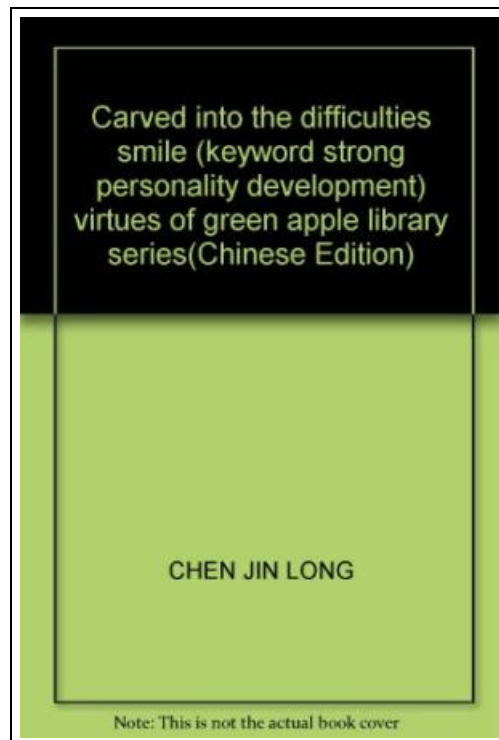 Carved into the difficulties
smile (keyword strong
personality development)
virtues of green apple library
series(Chinese Edition)
CHEN JIN LONG
Note: This is not the actual book cover